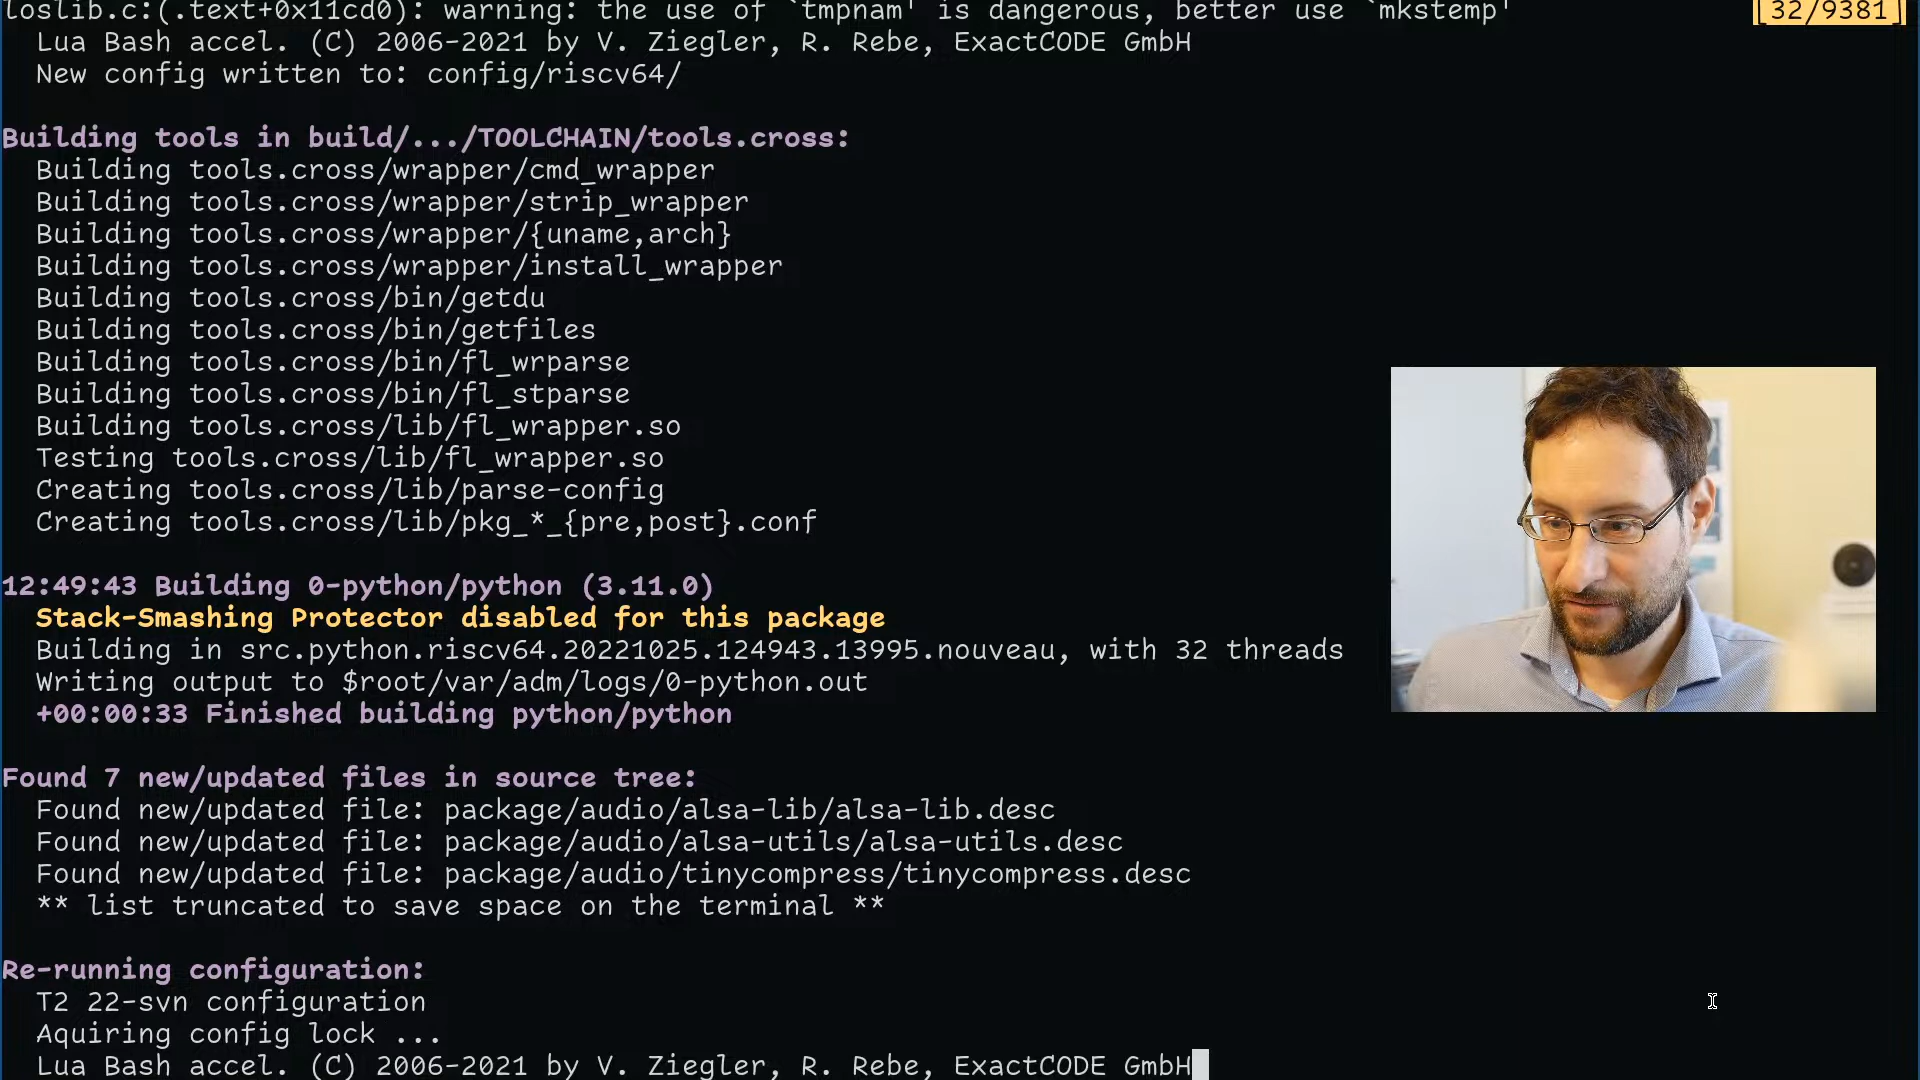 loslib.c:(.text+0x11cd0): warning: the use of `tmpnam' is dangerous, better use `mkstemp'
[32/9381]
Lua Bash accel. (C) 2006-2021 by V. Ziegler, R. Rebe, ExactCODE GmbH
New config written to: config/riscv64/
Building tools in build/.../TOOLCHAIN/tools.cross:
Building tools.cross/wrapper/cmd_wrapper
Building tools.cross/wrapper/strip_wrapper
Building tools.cross/wrapper/{uname,arch}
Building tools.cross/wrapper/install_wrapper
Building tools.cross/bin/getdu
Building tools.cross/bin/getfiles
Building tools.cross/bin/fl_wrparse
Building tools.cross/bin/fl_stparse
Building tools.cross/lib/fl_wrapper.so
Testing tools.cross/lib/fl_wrapper.so
Creating tools.cross/lib/parse-config
Creating tools.cross/lib/pkg_*_{pre,post}.conf
12:49:43 Building 0-python/python (3.11.0)
Stack-Smashing Protector disabled for this package
Building in src.python.riscv64.20221025.124943.13995.nouveau, with 32 threads
Writing output to $root/var/adm/logs/0-python.out
+00:00:33 Finished building python/python
Found 7 new/updated files in source tree:
Found new/updated file: package/audio/alsa-lib/alsa-lib.desc
Found new/updated file: package/audio/alsa-utils/alsa-utils.desc
Found new/updated file: package/audio/tinycompress/tinycompress.desc
** list truncated to save space on the terminal **
Re-running configuration:
T2 22-svn configuration
Aquiring config lock ...
Lua Bash accel. (C) 2006-2021 by V. Ziegler, R. Rebe, ExactCODE GmbH